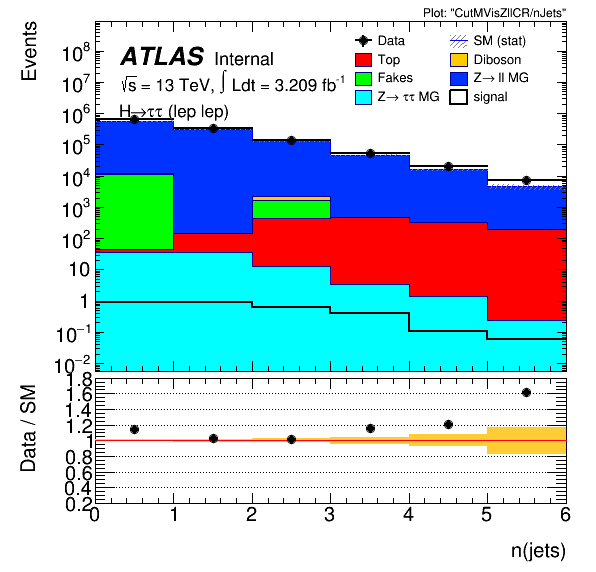 Plot: "CutMVisZllCR/nJets"
Events
ATLAS Internal
√s = 13 TeV, ∫ Ldt = 3.209 fb⁻¹
H→ττ (lep lep)
Data
SM (stat)
Top
Diboson
Fakes
Z→ ll MG
Z→ ττ MG
signal
10⁸
10⁷
10⁶
10⁵
10⁴
10³
10²
10
1
10⁻¹
10⁻²
Data / SM
1.8
1.6
1.4
1.2
1
0.8
0.6
0.4
0.2
0 1 2 3 4 5 6
n(jets)